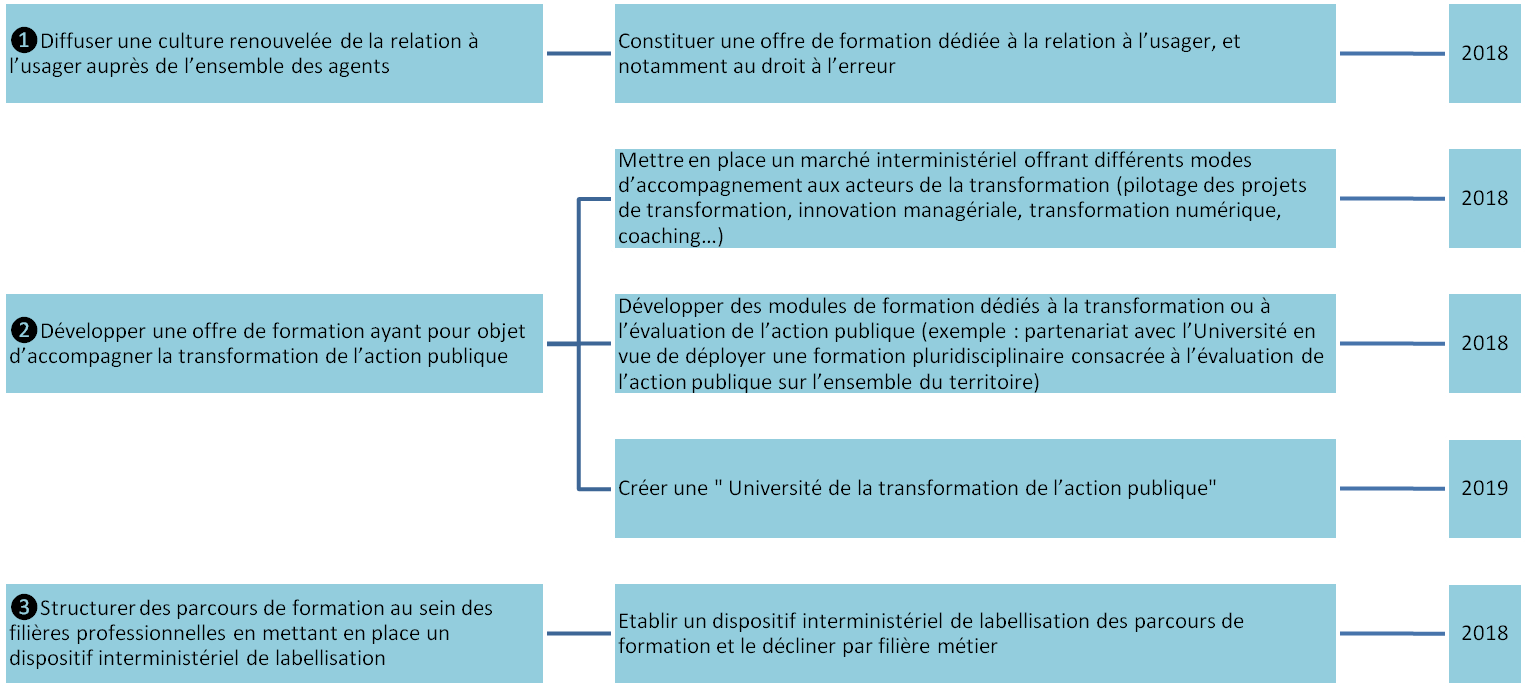 ❶Diffuser une culture renouvelée de la relation à
l’usager auprès de l’ensemble des agents
Constituer une offre de formation dédiée à la relation à l’usager, et
notamment au droit à l’erreur
2018
❷Développer une offre de formation ayant pour objet
d’accompagner la transformation de l’action publique
Mettre en place un marché interministériel offrant différents modes
d’accompagnement aux acteurs de la transformation (pilotage des projets
de transformation, innovation managériale, transformation numérique,
coaching…)
2018
Développer des modules de formation dédiés à la transformation ou à
l’évaluation de l’action publique (exemple : partenariat avec l’Université en
vue de déployer une formation pluridisciplinaire consacrée à l’évaluation de
l’action publique sur l’ensemble du territoire)
2018
Créer une " Université de la transformation de l’action publique"
2019
❸Structurer des parcours de formation au sein des
filières professionnelles en mettant en place un
dispositif interministériel de labellisation
Etablir un dispositif interministériel de labellisation des parcours de
formation et le décliner par filière métier
2018